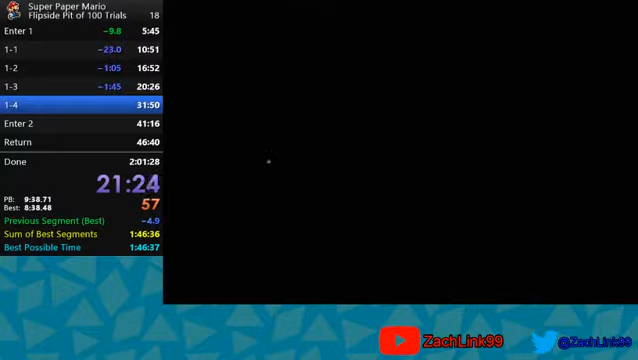 Super Paper Mario
Flipside Pit of 100 Trials 18
Enter 1 −9.8 5:45
1-1 −23.0 10:51
1-2 −1:05 16:52
1-3 −1:45 20:26
1-4 31:50
Enter 2 41:16
Return 46:40
Done 2:01:28
21:24
PB: 9:38.71 57
Best: 8:38.48
Previous Segment (Best) −4.9
Sum of Best Segments 1:46:36
Best Possible Time 1:46:37
ZachLink99 @ZachLink99